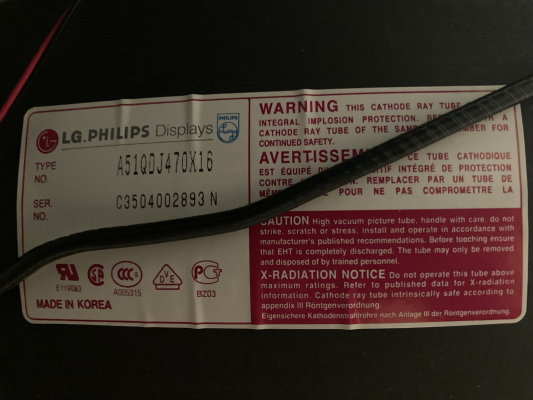 LG.PHILIPS Displays
PHILIPS
TYPE
NO.
A51QDJ470X16
SER.
NO.
C3504002893 N
E119083
A005315
VDE
BZ03
MADE IN KOREA
WARNING THIS CATHODE RAY TUBE
INTEGRAL IMPLOSION PROTECTION. A
CATHODE RAY TUBE OF THE SAME FOR
CONTINUED SAFETY.
CE TUBE CATHODIQUE
EST ÉQUIPÉ INTÉGRÉ DE PROTECTION
CONTRE REMPLACER PAR UN TUBE DE
POUR NE PAS COMPROMETTRE LA
CAUTION High vacuum picture tube, handle with care, do not
strike, scratch or stress. Install and operate in accordance with
manufacturer's published recommendations. Before touching ensure
that EHT is completely discharged. The tube may only be removed
and disposed of by trained personnel.
X-RADIATION NOTICE Do not operate this tube above
maximum ratings. Refer to published data for X-radiation
information. Cathode ray tube intrinsically safe according to
appendix III Röntgenverordnung.
Eigensichere Kathodenstrahlröhre nach Anlage III der Röntgenverordnung.